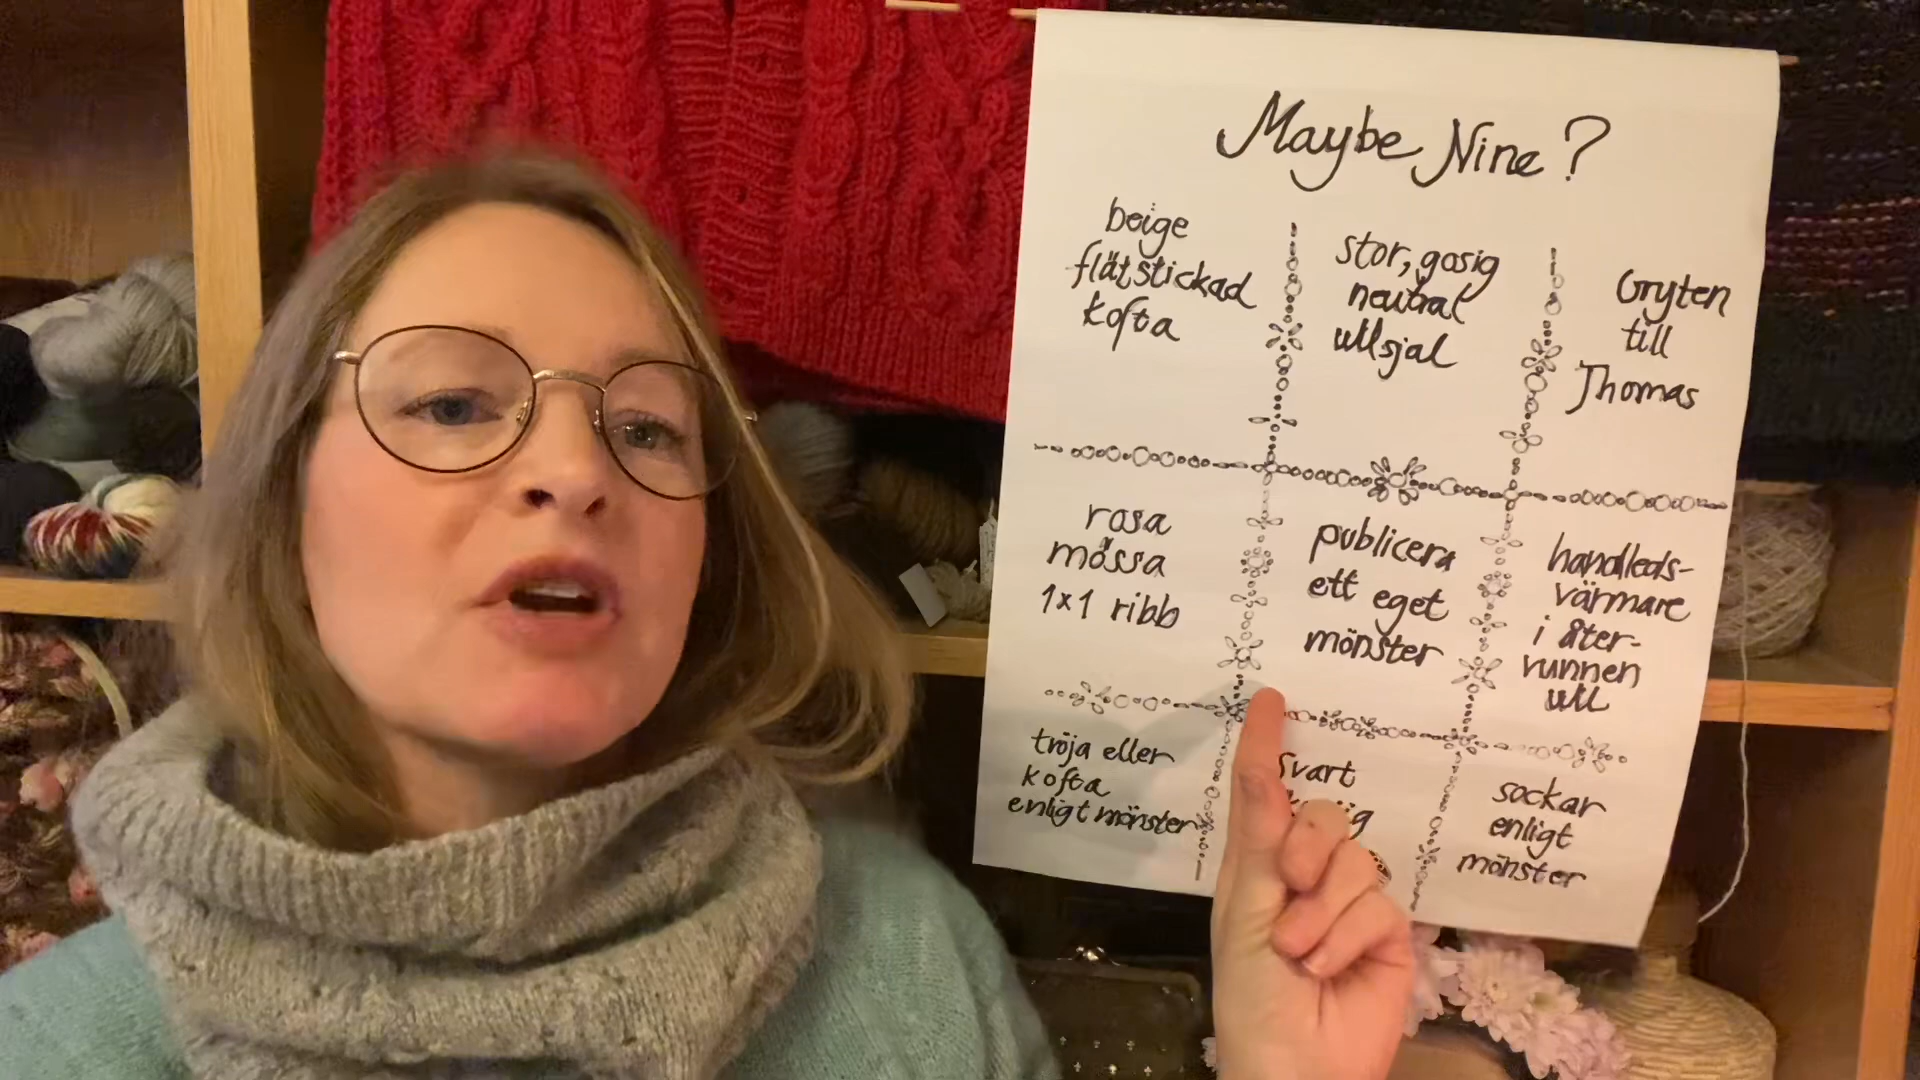 Maybe Nine?
beige
flätstickad
kofta
stor, gosig
neutral
ullsjal
Gryten
till
Thomas
rosa
mössa
1x1 ribb
publicera
ett eget
mönster
handleds-
värmare
i åter-
vunnen
ull
tröja eller
kofta
enligt mönster
svart
sockar
enligt
mönster